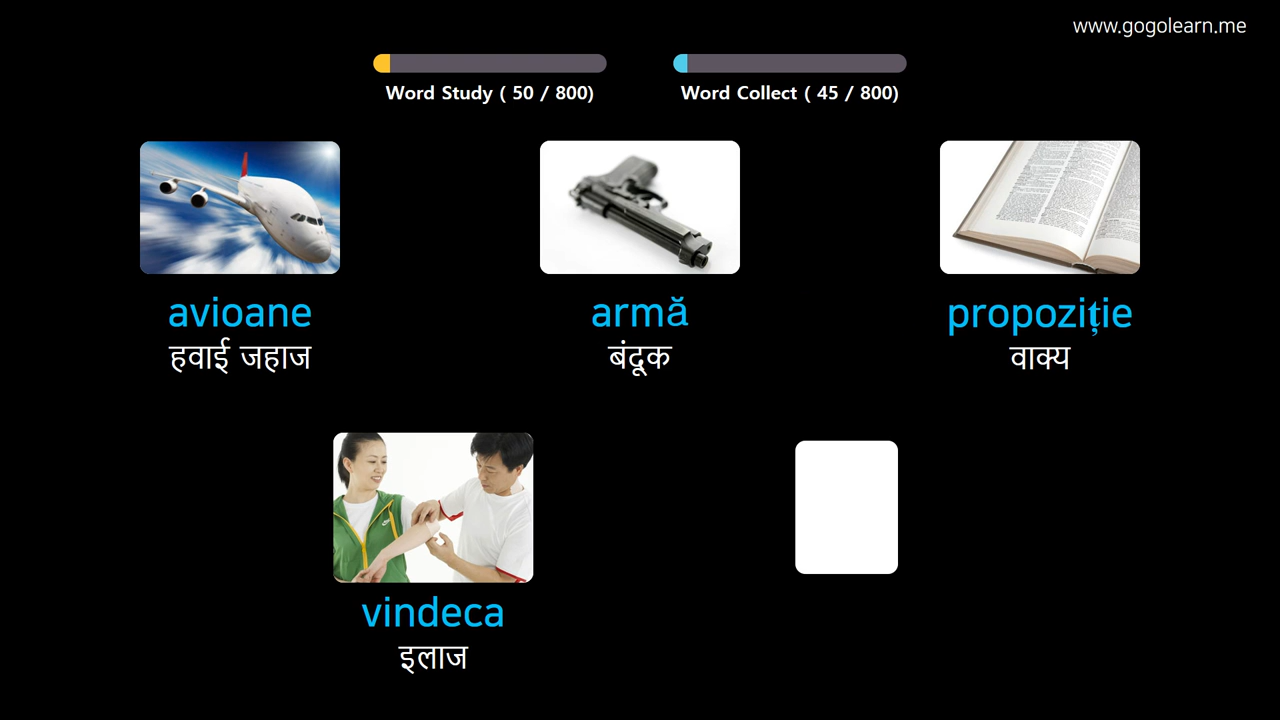 www.gogolearn.me
Word Study ( 50 / 800)
Word Collect ( 45 / 800)
avioane
हवाई जहाज
armă
बंदूक
propoziție
वाक्य
vindeca
इलाज